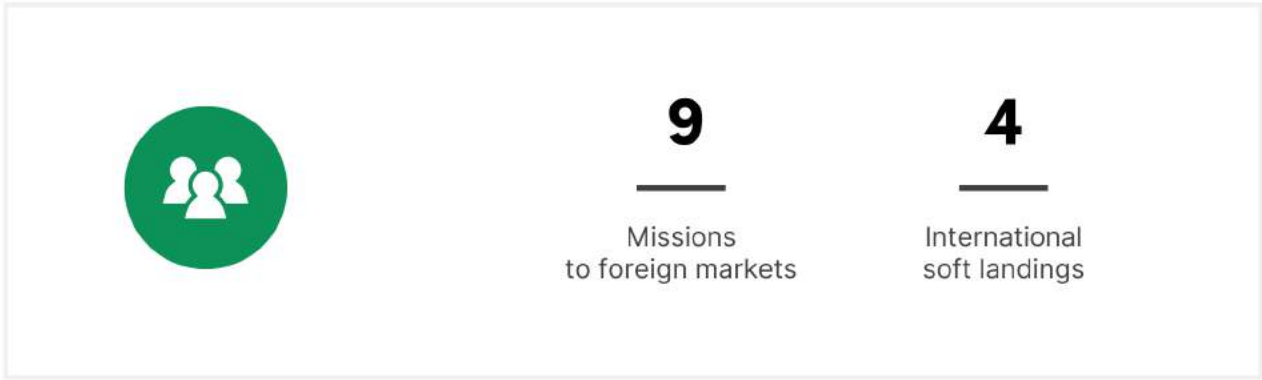 9
Missions
to foreign markets
4
International
soft landings